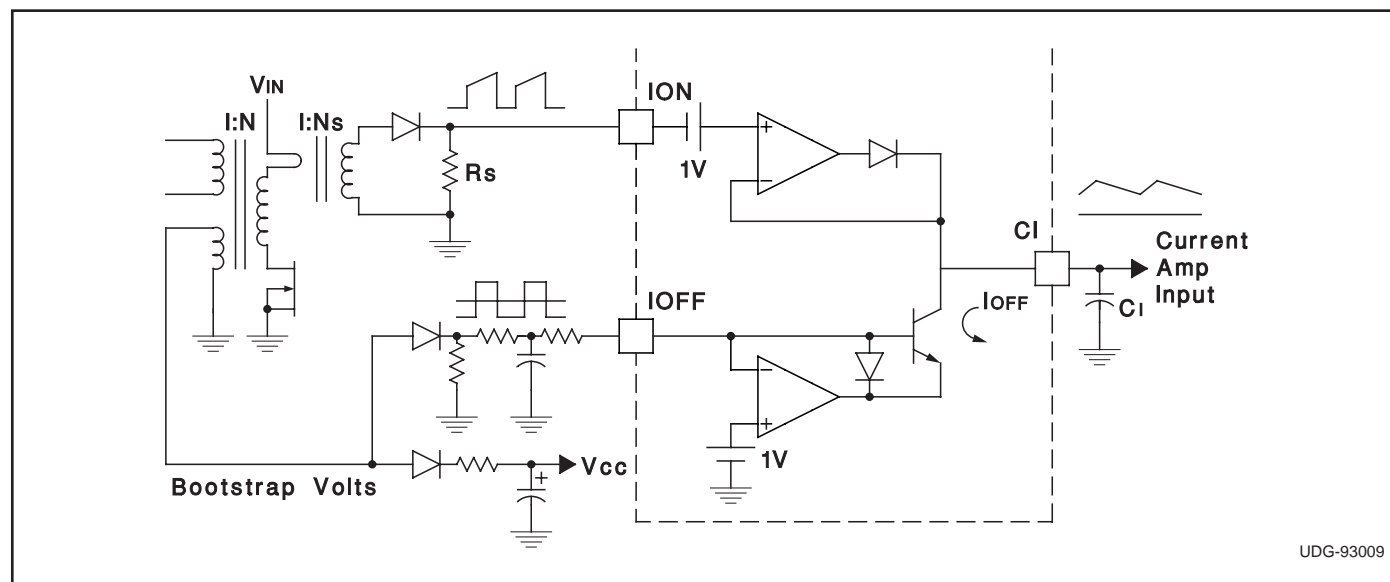 VIN
I:N
I:Ns
Rs
ION
1V
CI
Current
Amp
Input
IOFF
IOFF
CI
1V
Vcc
+
Bootstrap Volts
UDG-93009